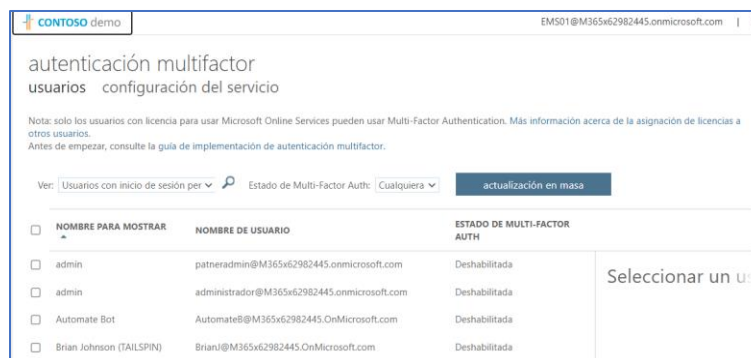 CONTOSO demo
EMS01@M365x62982445.onmicrosoft.com |
autenticación multifactor
usuarios configuración del servicio
Nota: solo los usuarios con licencia para usar Microsoft Online Services pueden usar Multi-Factor Authentication. Más información acerca de la asignación de licencias a
otros usuarios.
Antes de empezar, consulte la guía de implementación de autenticación multifactor.
Ver: Usuarios con inicio de sesión per Estado de Multi-Factor Auth: Cualquiera actualización en masa
NOMBRE PARA MOSTRAR NOMBRE DE USUARIO ESTADO DE MULTI-FACTOR
AUTH
admin patneradmin@M365x62982445.onmicrosoft.com Deshabilitada
Seleccionar un
admin administrador@M365x62982445.onmicrosoft.com Deshabilitada
Automate Bot AutomateB@M365x62982445.OnMicrosoft.com Deshabilitada
Brian Johnson (TAILSPIN) BrianJ@M365x62982445.OnMicrosoft.com Deshabilitada